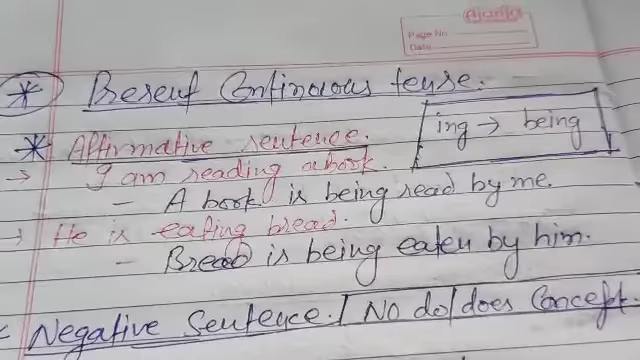 ajanta
Page No.
Date
* Present Continuous tense.
* Affirmative sentence.
ing → being
→ I am reading a book.
- A book is being read by me.
→ He is eating bread.
- Bread is being eaten by him.
Negative Sentence. / No do/does Concept.